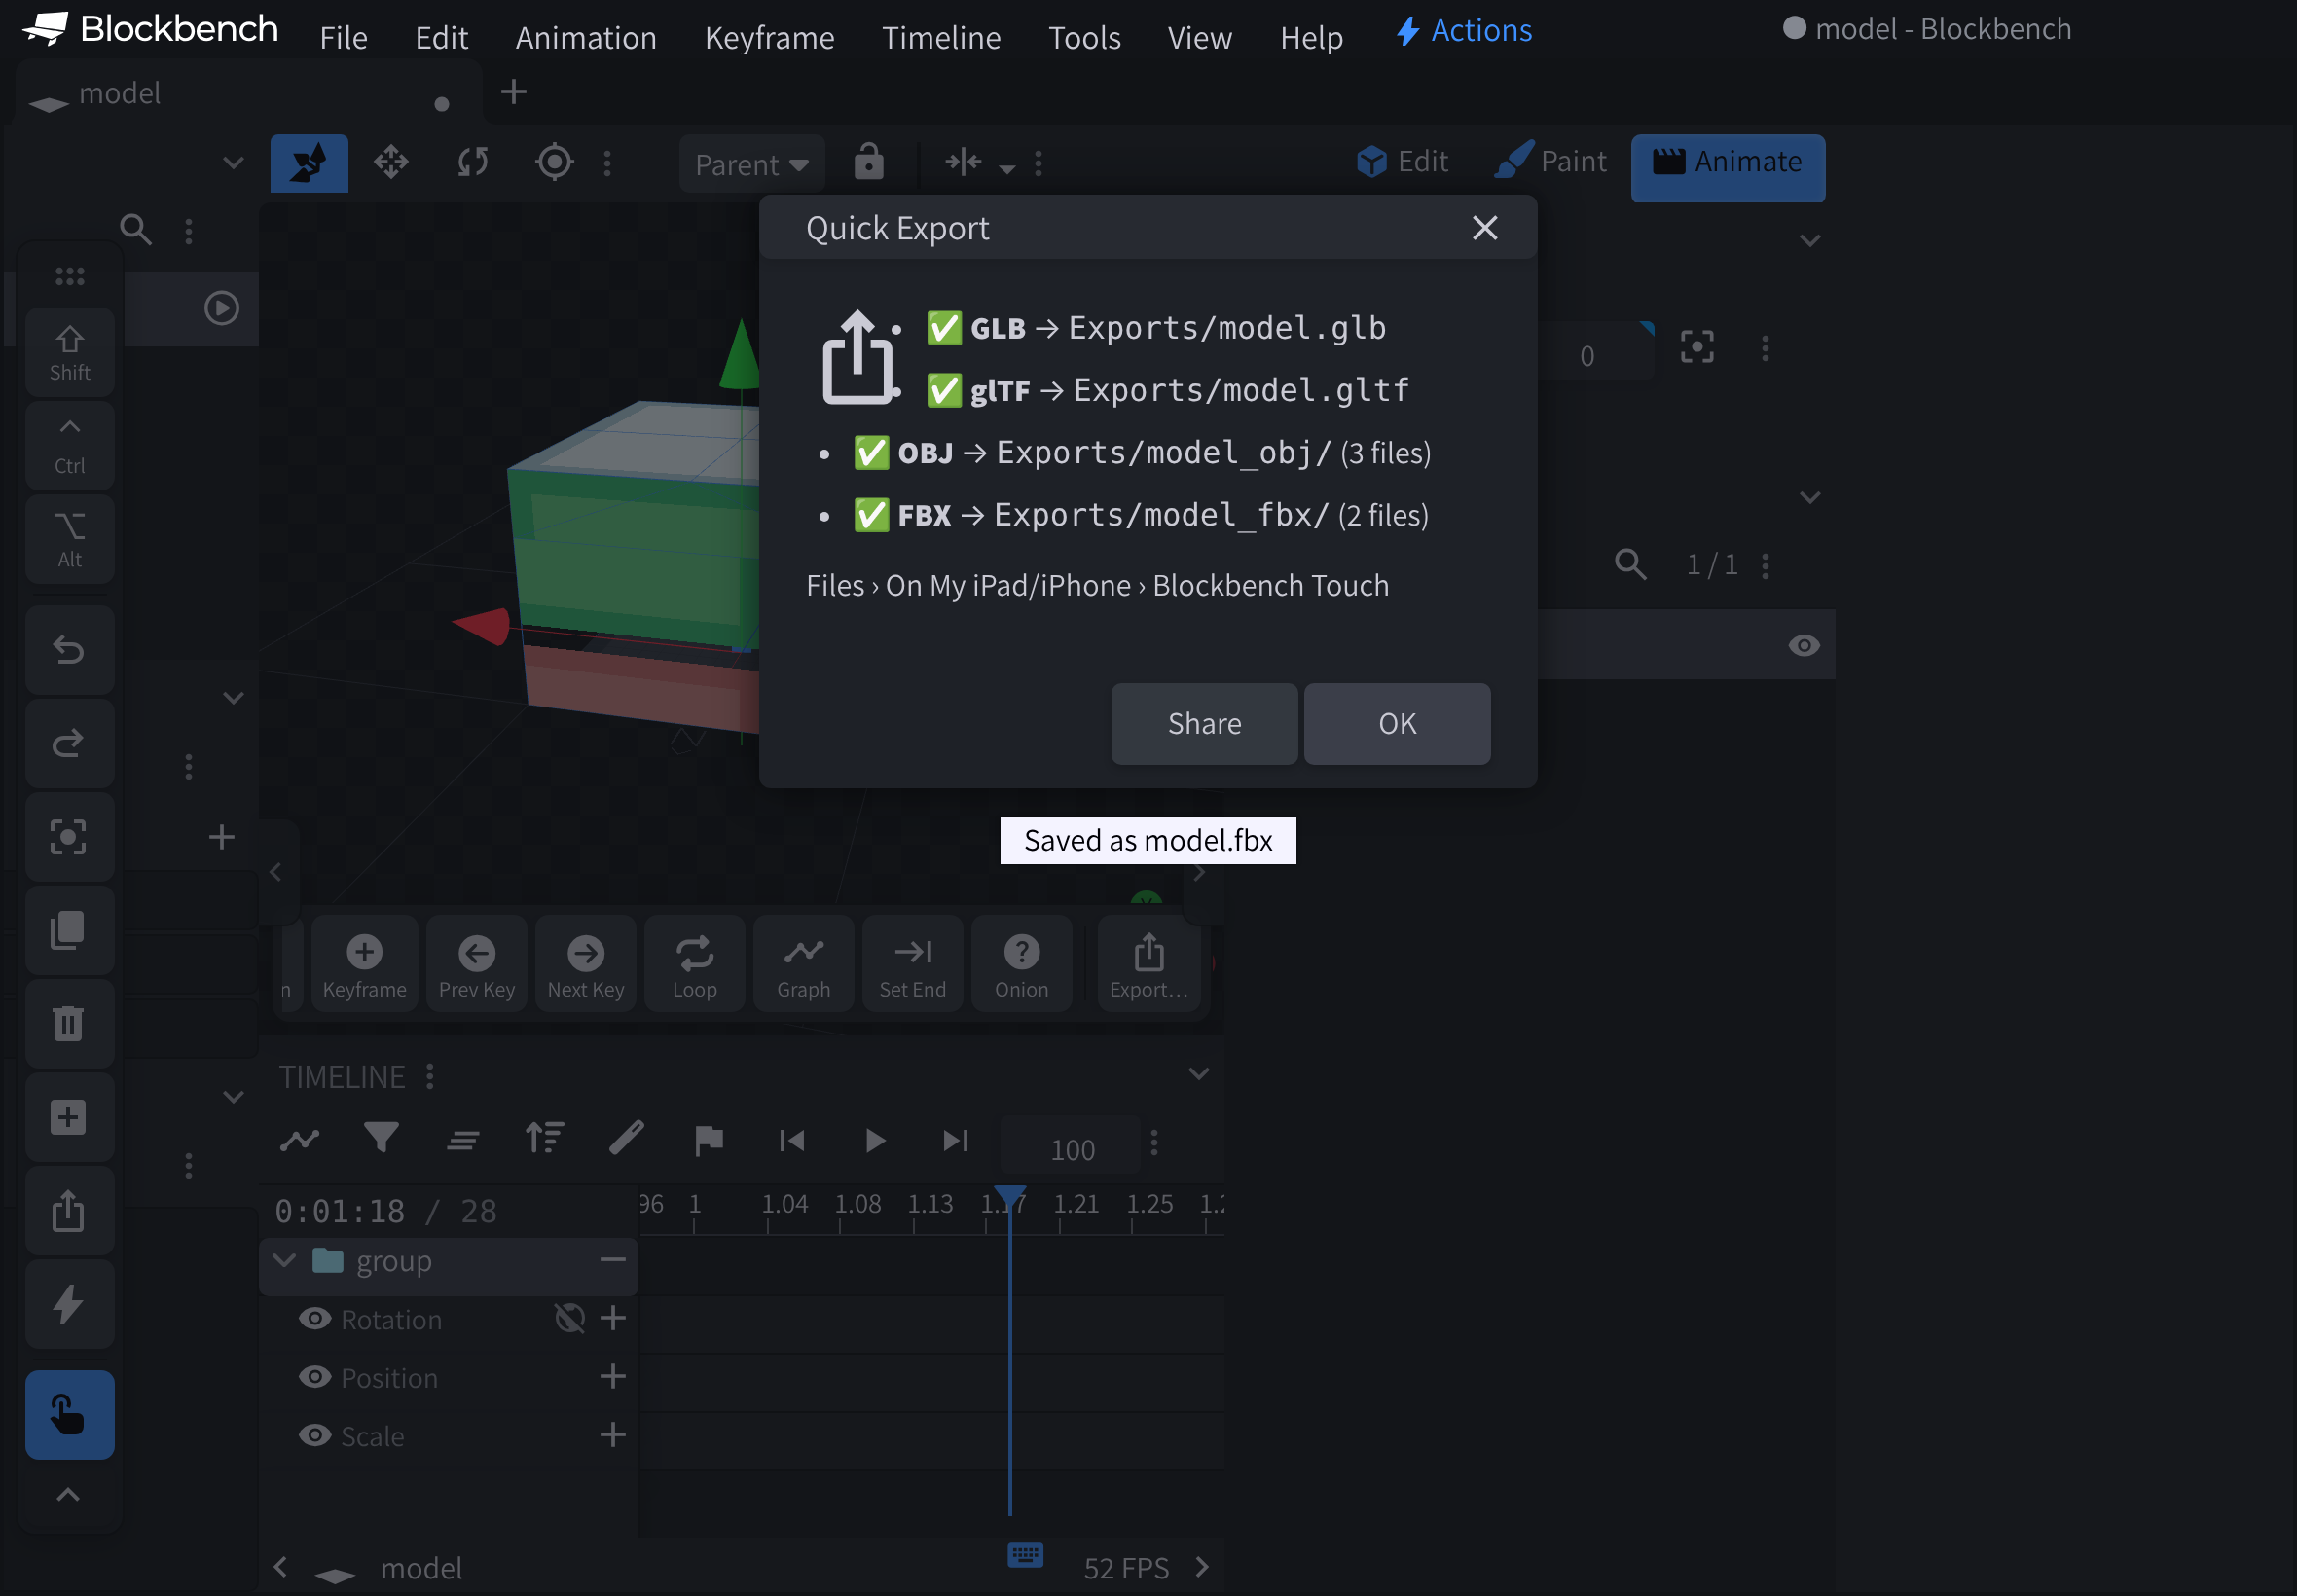 Blockbench File Edit Animation Keyframe Timeline Tools View Help Actions model - Blockbench
model
Parent Edit Paint Animate
Quick Export
Shift
✅ GLB → Exports/model.glb
0
✅ glTF → Exports/model.gltf
Ctrl
✅ OBJ → Exports/model_obj/ (3 files)
✅ FBX → Exports/model_fbx/ (2 files)
Alt
1 / 1
Files › On My iPad/iPhone › Blockbench Touch
Share OK
Saved as model.fbx
n Keyframe Prev Key Next Key Loop Graph Set End Onion Export...
TIMELINE
100
0:01:18 / 28 96 1 1.04 1.08 1.13 1.17 1.21 1.25
group
Rotation
Position
Scale
model 52 FPS